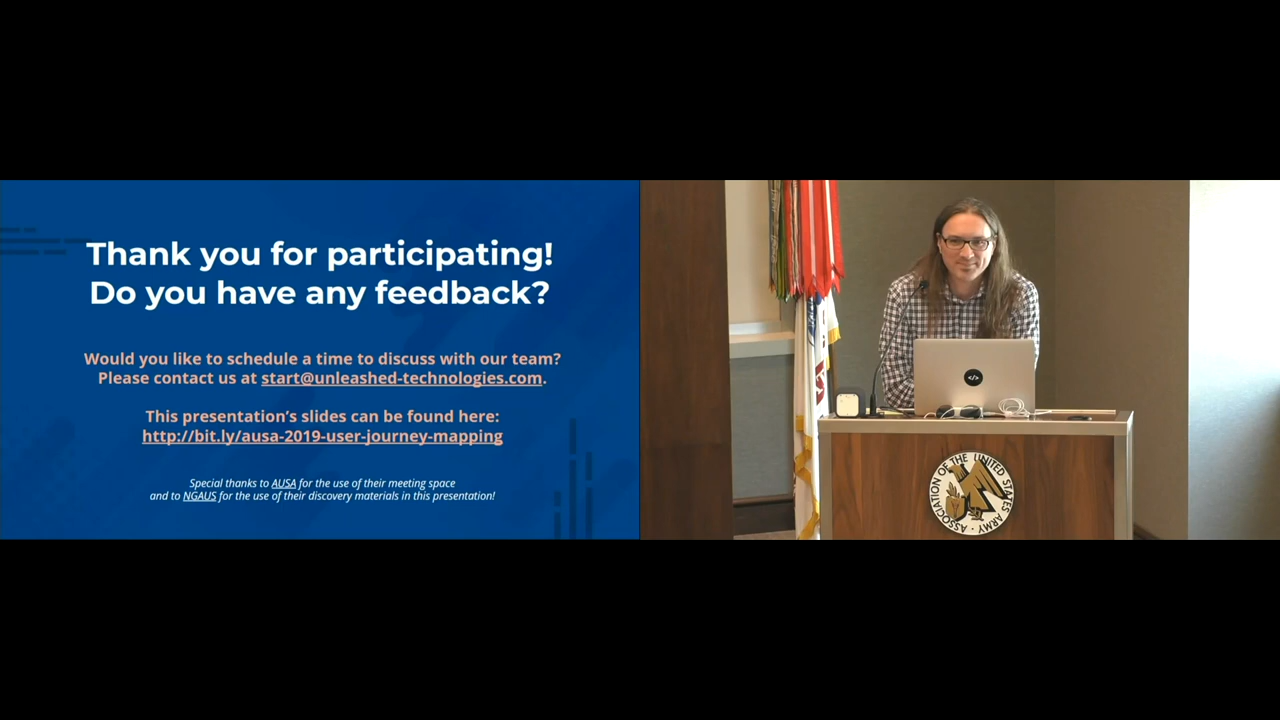 Thank you for participating!
Do you have any feedback?
Would you like to schedule a time to discuss with our team?
Please contact us at start@unleashed-technologies.com.
This presentation's slides can be found here:
http://bit.ly/ausa-2019-user-journey-mapping
Special thanks to AUSA for the use of their meeting space
and to NGAUS for the use of their discovery materials in this presentation!
</>
ASSOCIATION OF THE UNITED STATES ARMY